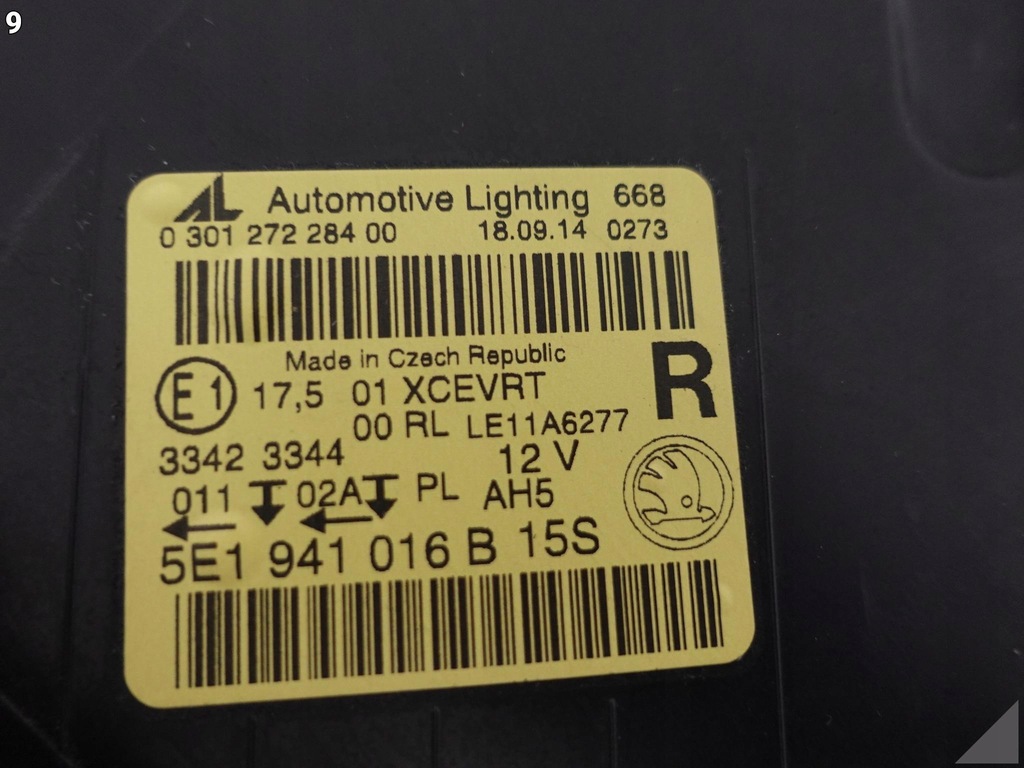 9
AL Automotive Lighting 668
0 301 272 284 00 18.09.14 0273
Made in Czech Republic
E1 17,5 01 XCEVRT R
00 RL LE11A6277
3342 3344 12 V
011 02A PL AH5
5E1 941 016 B 15S